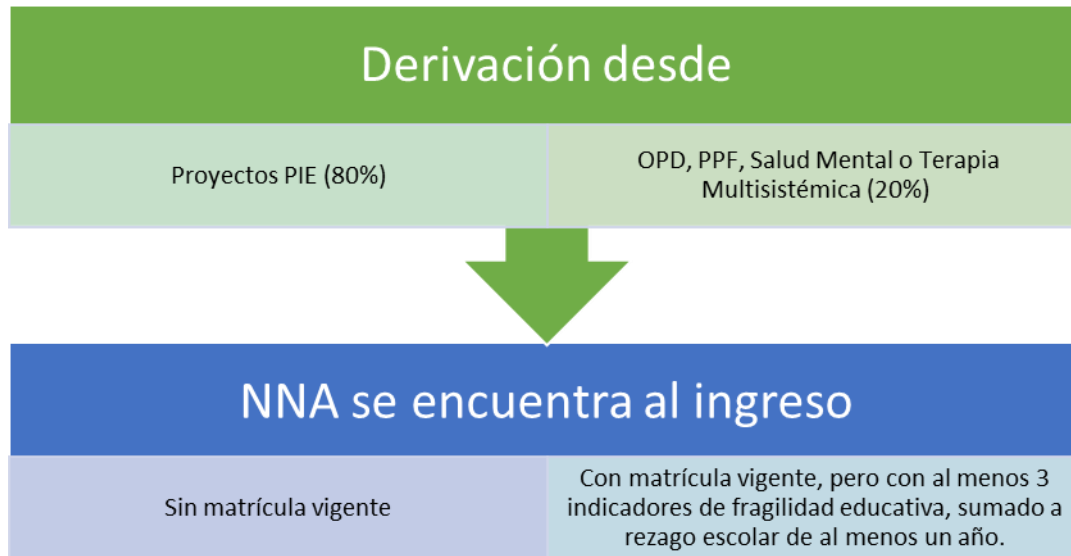 Derivación desde
Proyectos PIE (80%)
OPD, PPF, Salud Mental o Terapia
Multisistémica (20%)
NNA se encuentra al ingreso
Sin matrícula vigente
Con matrícula vigente, pero con al menos 3
indicadores de fragilidad educativa, sumado a
rezago escolar de al menos un año.